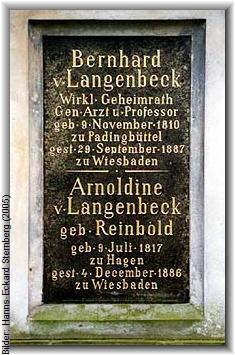 Bernhard
v·Langenbeck
Wirkl·Geheimrath
Gen·Arzt u·Professor
geb·9·November·1810
zu Padingbüttel
gest·29·September·1887
zu Wiesbaden
Arnoldine
v·Langenbeck
geb·Reinbold
geb·9·Juli·1817
zu Hagen
gest·4·December·1886
zu Wiesbaden
Bilder: Hanns-Eckard Sternberg (2005)